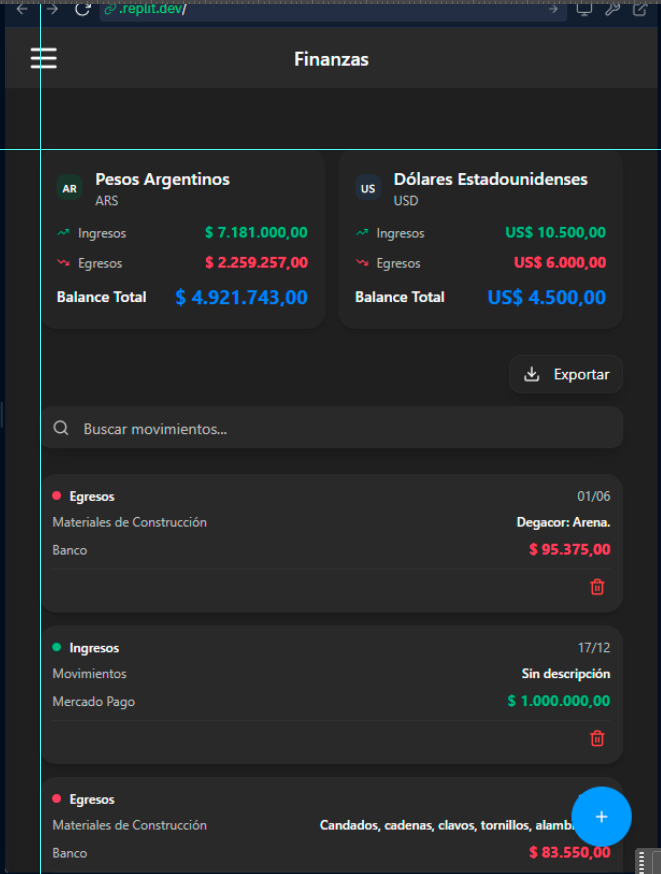 .replit.dev/
Finanzas
AR
Pesos Argentinos
ARS
Ingresos $ 7.181.000,00
Egresos $ 2.259.257,00
Balance Total $ 4.921.743,00
US
Dólares Estadounidenses
USD
Ingresos US$ 10.500,00
Egresos US$ 6.000,00
Balance Total US$ 4.500,00
Exportar
Buscar movimientos...
Egresos 01/06
Materiales de Construcción Degacor: Arena.
Banco $ 95.375,00
Ingresos 17/12
Movimientos Sin descripción
Mercado Pago $ 1.000.000,00
Egresos
Materiales de Construcción Candados, cadenas, clavos, tornillos,
Banco $ 83.550,00
+